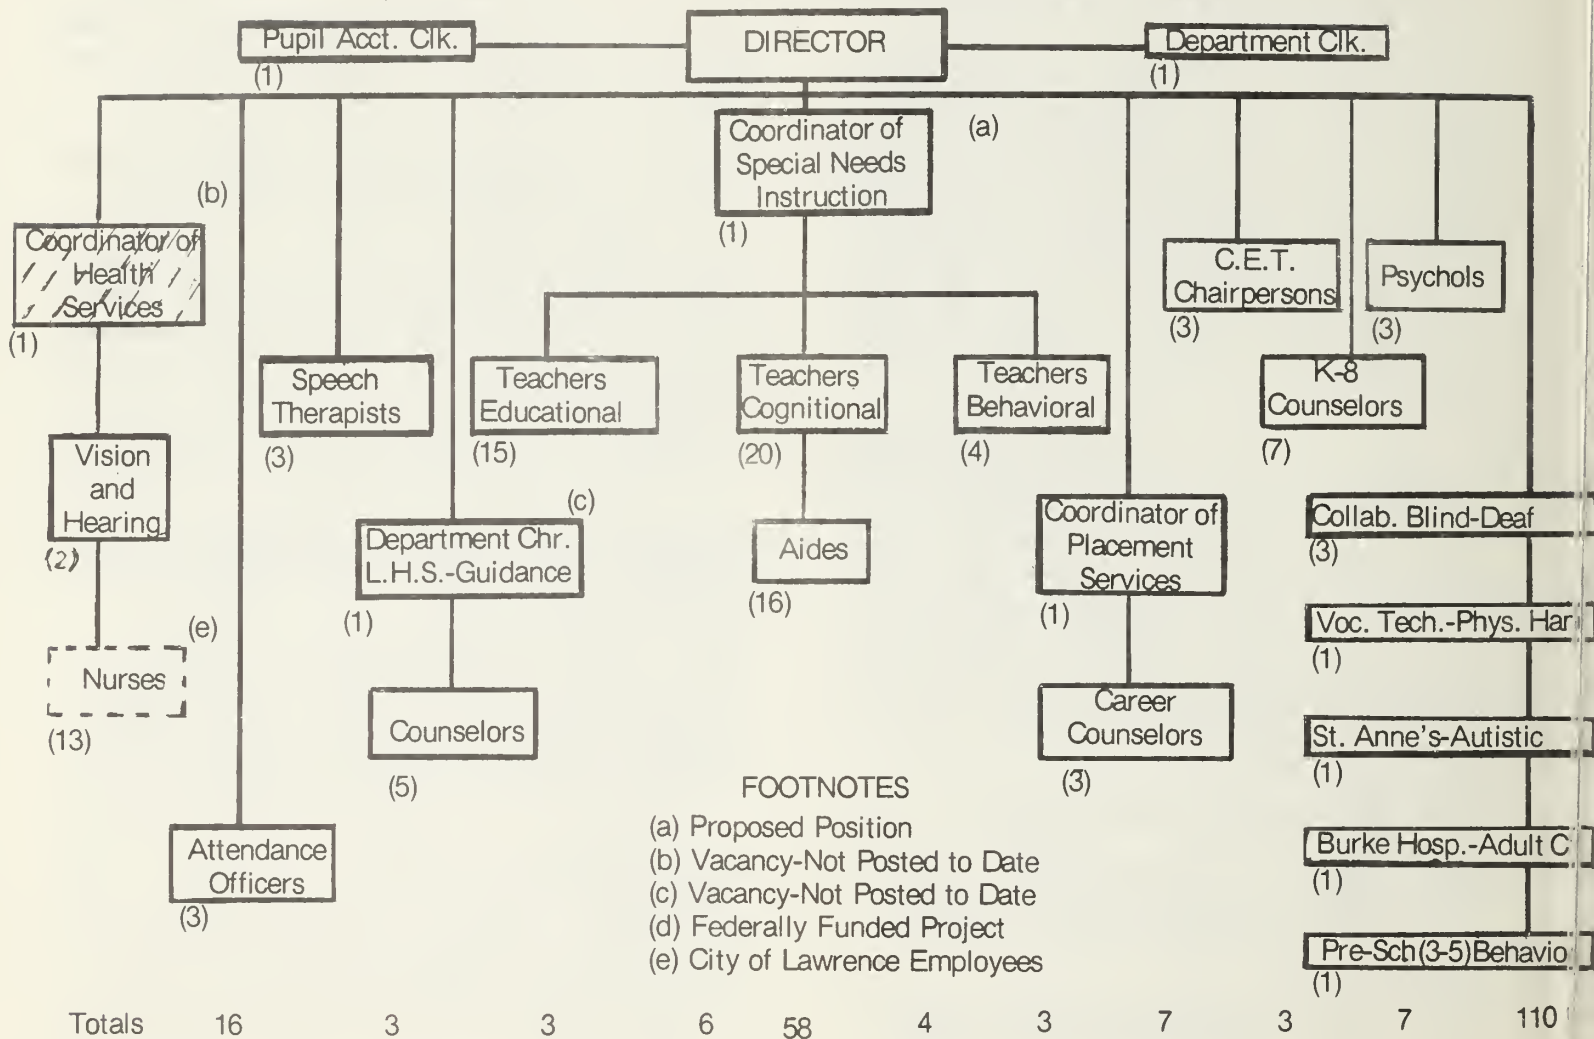 Pupil Acct. Clk.
(1)
DIRECTOR
Department Clk.
(1)
(a)
Coordinator of
Special Needs
Instruction
(1)
(b)
Coordinator of
Health
Services
(1)
C.E.T.
Chairpersons
(3)
Psychols
(3)
Speech
Therapists
(3)
Teachers
Educational
(15)
Teachers
Cognitional
(20)
Teachers
Behavioral
(4)
K-8
Counselors
(7)
Vision
and
Hearing
(2)
(c)
Department Chr.
L.H.S.-Guidance
(1)
Aides
(16)
Coordinator of
Placement
Services
(1)
Collab. Blind-Deaf
(3)
Voc. Tech.-Phys. Han
(1)
(e)
Nurses
(13)
Counselors
(5)
Career
Counselors
(3)
St. Anne's-Autistic
(1)
Attendance
Officers
(3)
Burke Hosp.-Adult C
(1)
Pre-Sch(3-5)Behavio
(1)
FOOTNOTES
(a) Proposed Position
(b) Vacancy-Not Posted to Date
(c) Vacancy-Not Posted to Date
(d) Federally Funded Project
(e) City of Lawrence Employees
Totals 16 3 3 6 58 4 3 7 3 7 110